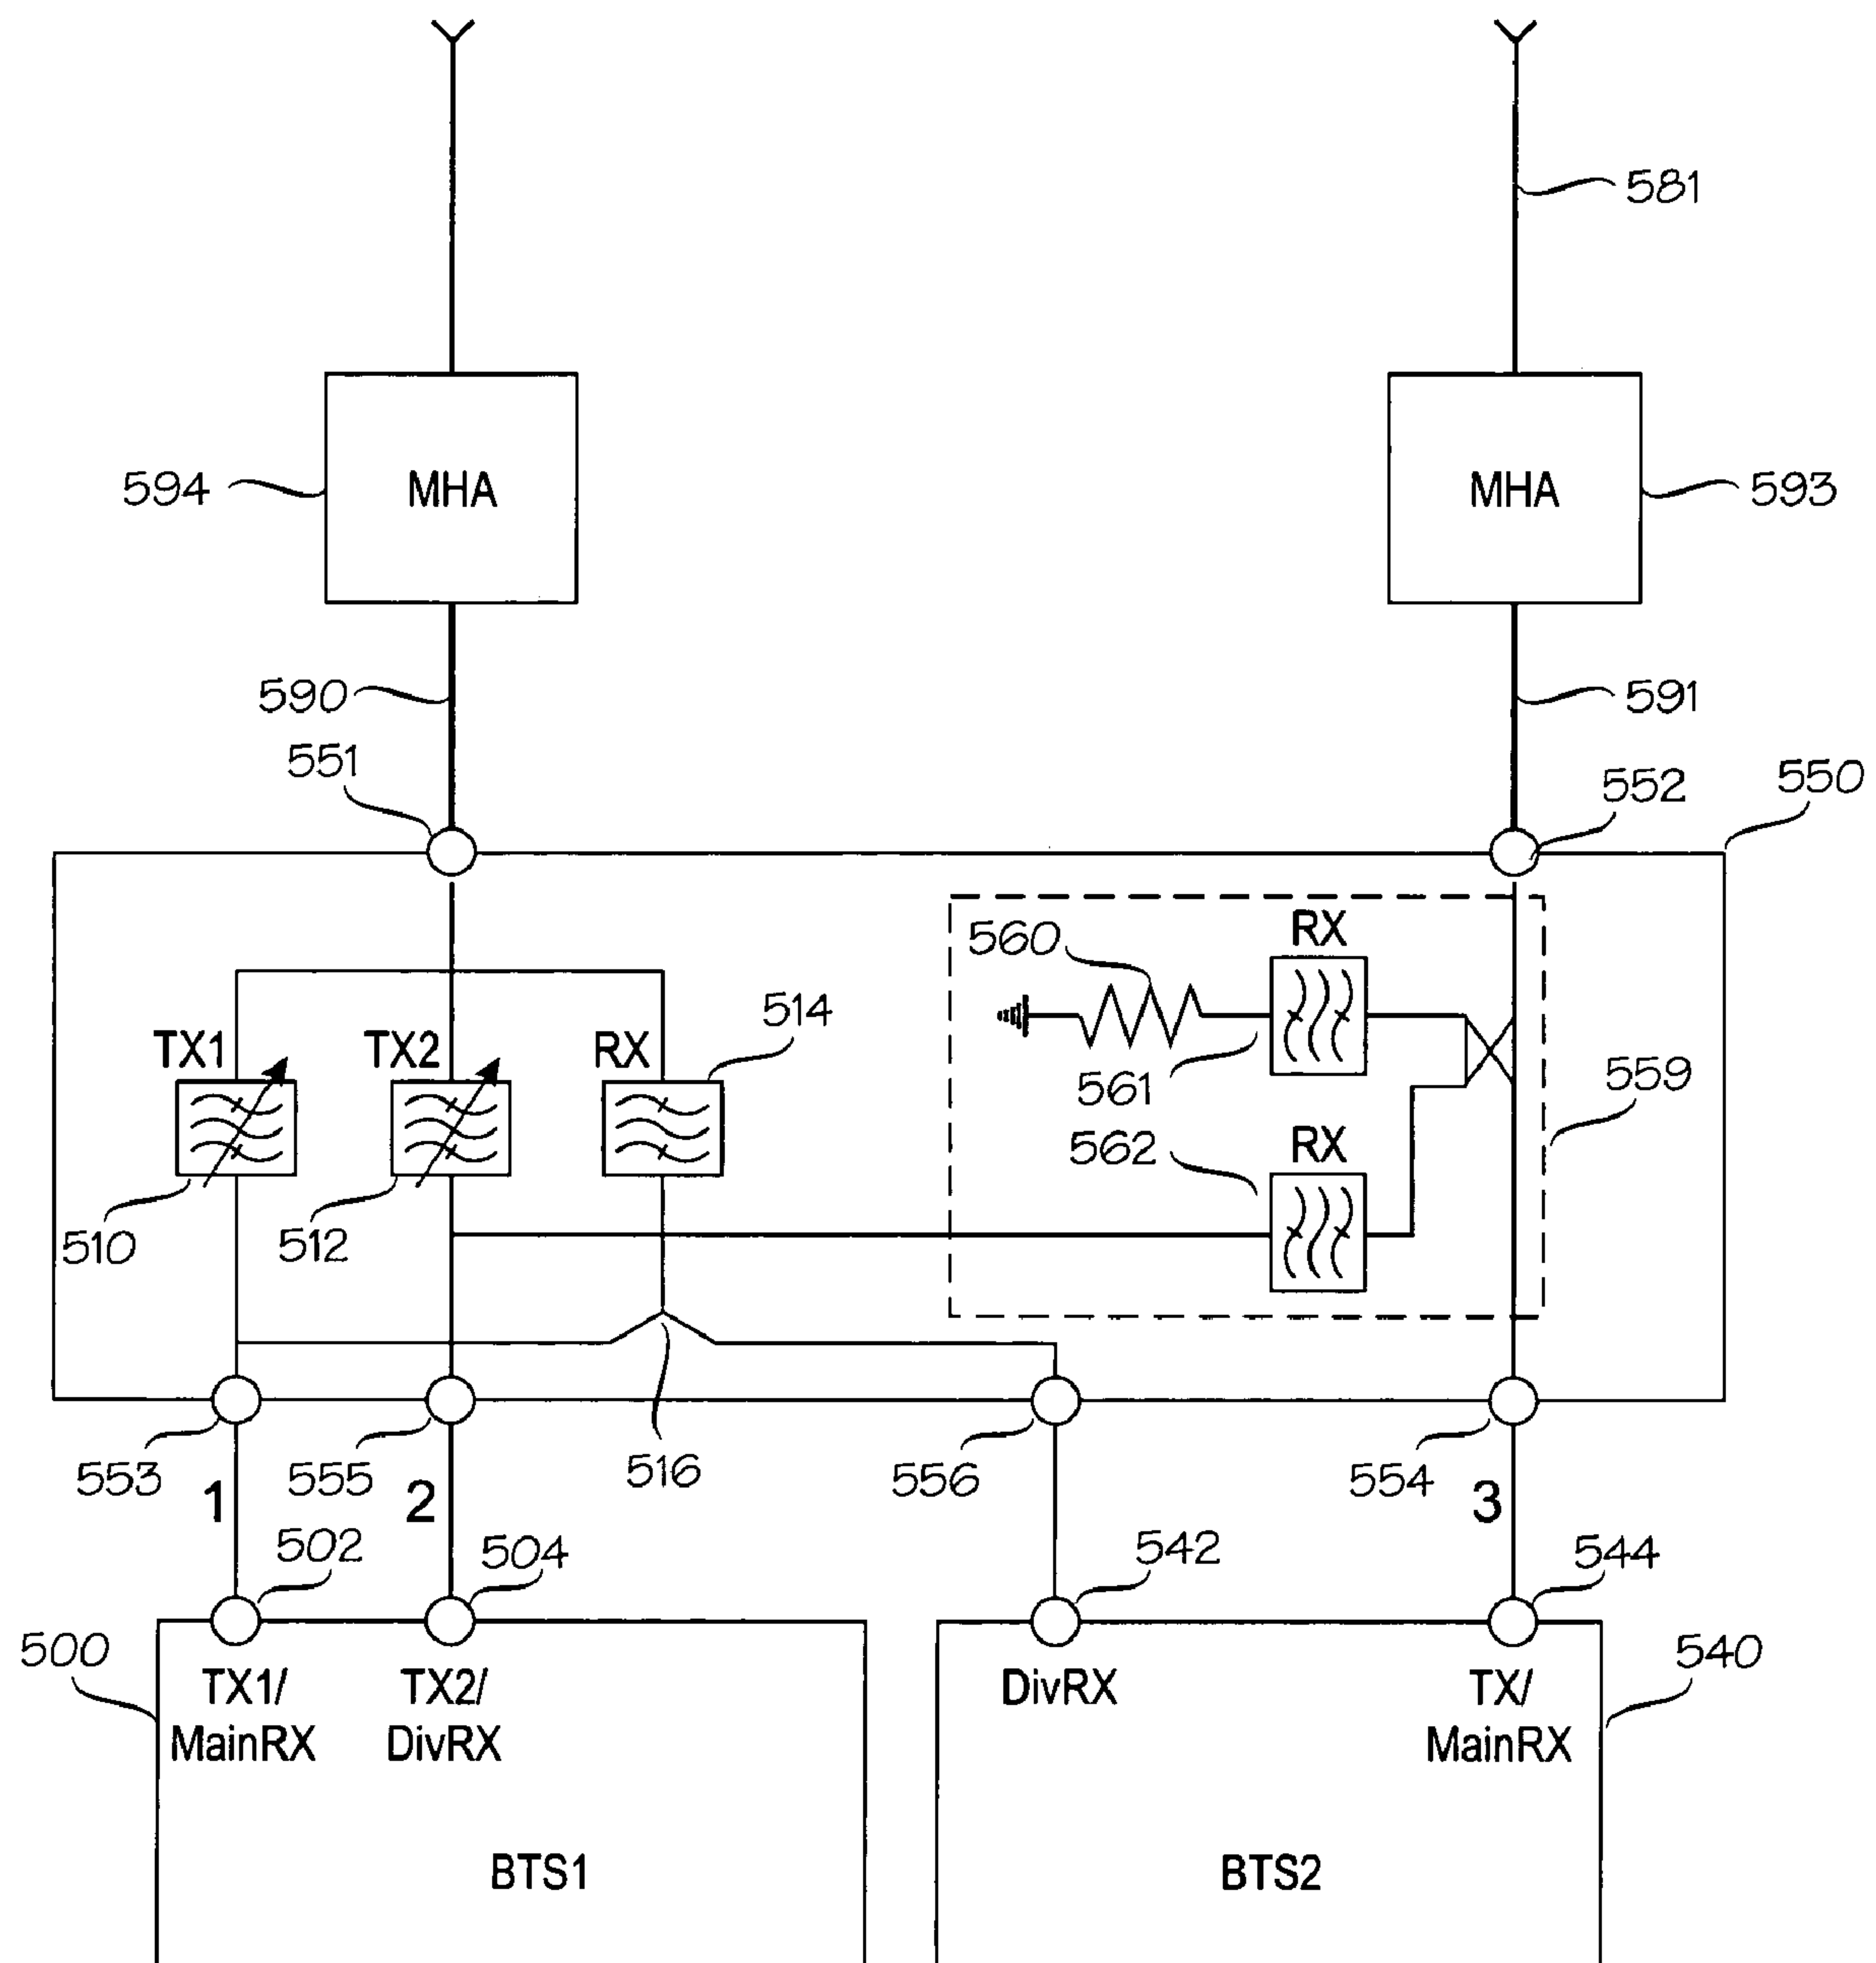 581
594
MHA
MHA
593
590
591
551
552
550
560
RX
514
TX1
TX2
RX
561
559
562
RX
510
512
553
1
555
2
516
556
554
3
502
504
542
544
500
TX1/
MainRX
TX2/
DivRX
DivRX
TX/
MainRX
540
BTS1
BTS2